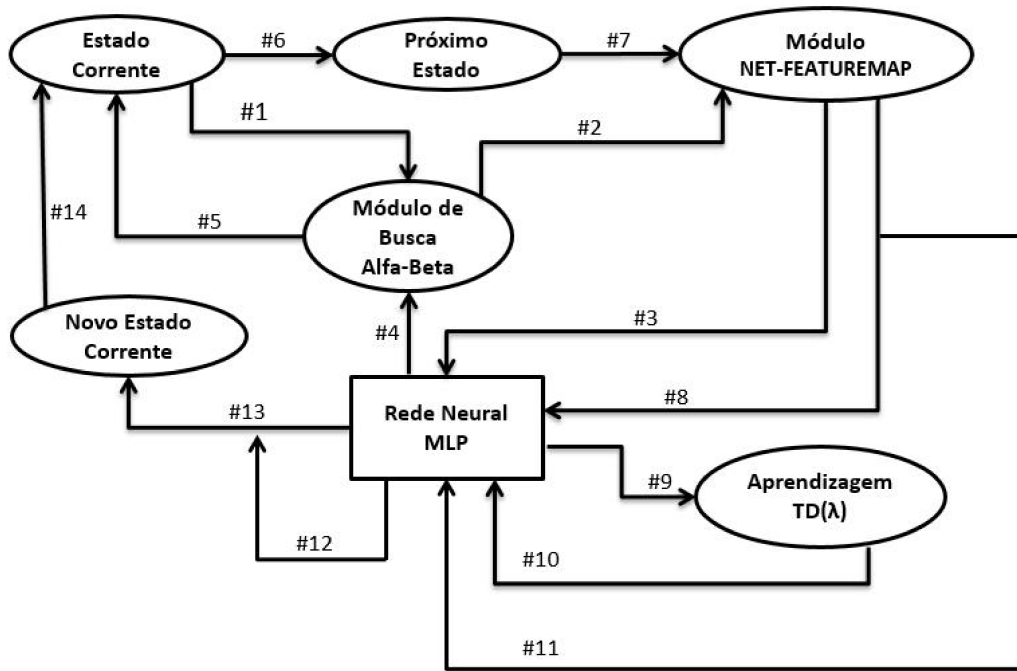 Estado
Corrente
#6
Próximo
Estado
#7
Módulo
NET-FEATUREMAP
#1
#2
Módulo de
Busca
Alfa-Beta
#5
#14
Novo Estado
Corrente
#4
#3
#13
Rede Neural
MLP
#8
#9
Aprendizagem
TD(λ)
#12
#10
#11